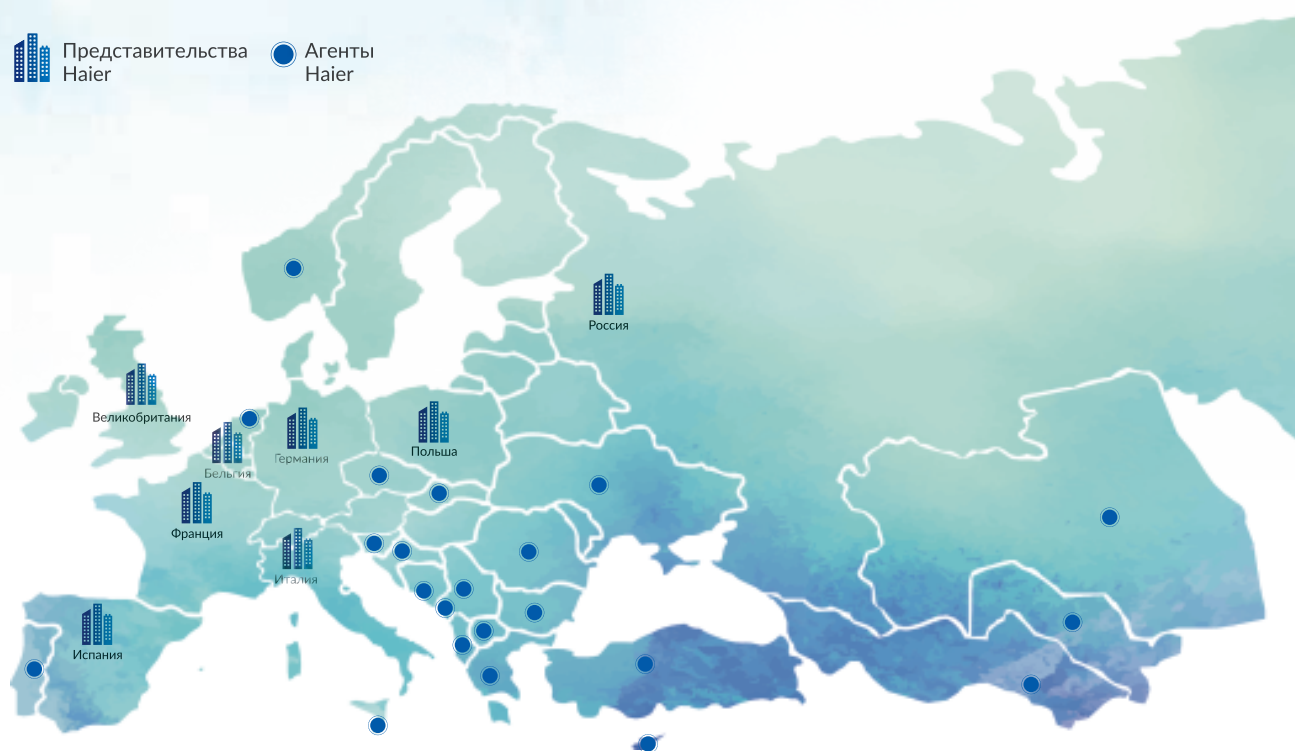 Представительства
Haier
Агенты
Haier
Россия
Великобритания
Бельгия
Германия
Польша
Франция
Италия
Испания